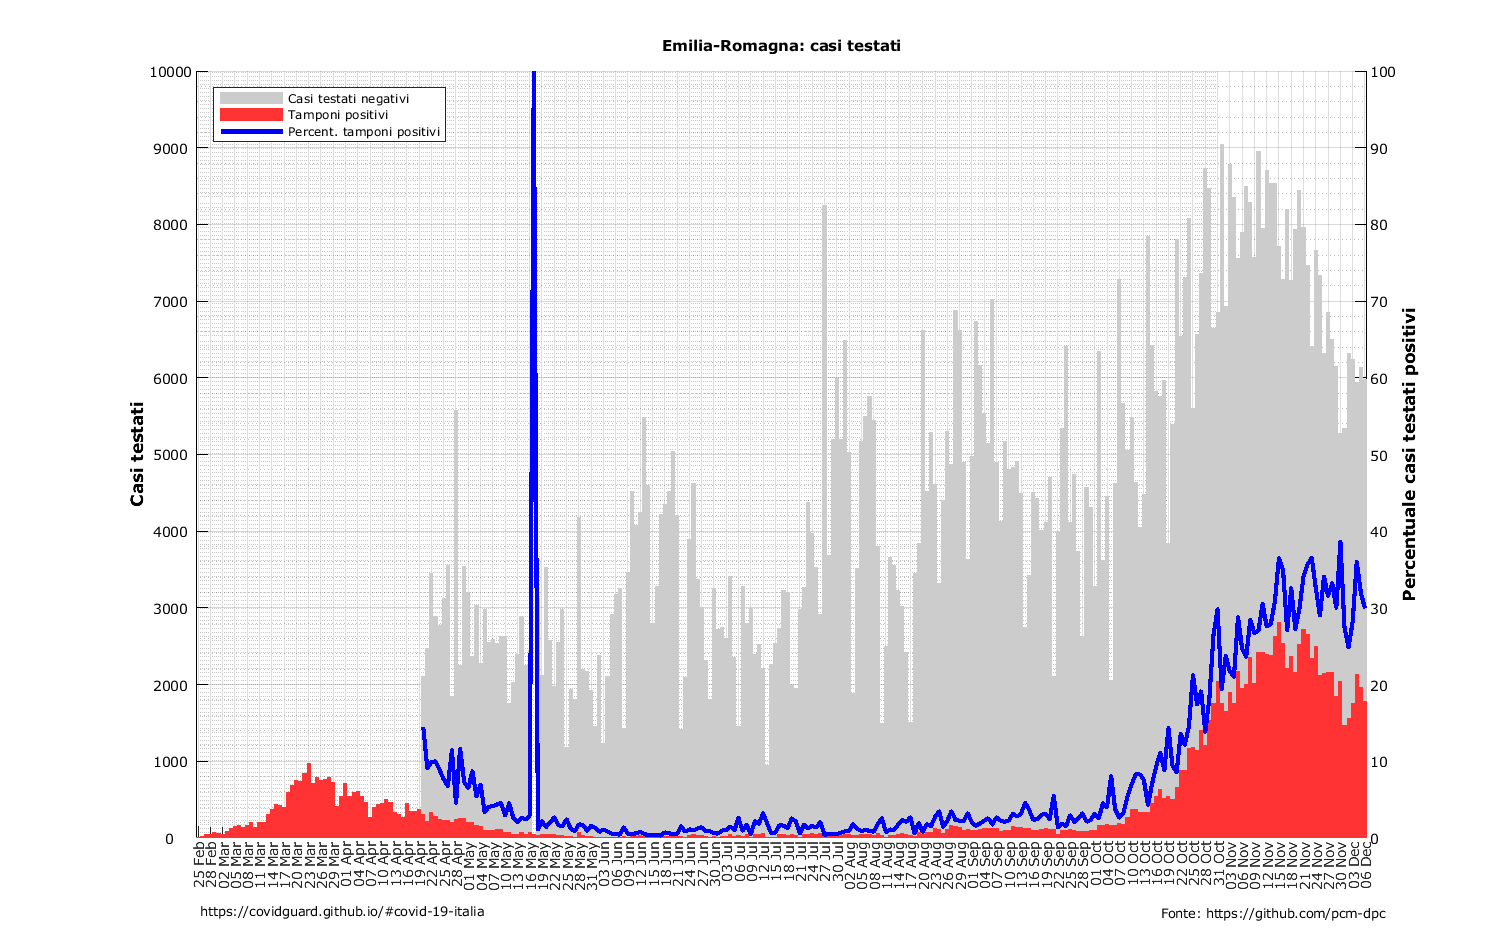 Emilia-Romagna: casi testati
Casi testati negativi
Tamponi positivi
Percent. tamponi positivi
10000
9000
8000
7000
6000
5000
4000
3000
2000
1000
0
Casi testati
100
90
80
70
60
50
40
30
20
10
0
Percentuale casi testati positivi
25 Feb
28 Feb
02 Mar
05 Mar
08 Mar
11 Mar
14 Mar
17 Mar
20 Mar
23 Mar
26 Mar
29 Mar
01 Apr
04 Apr
07 Apr
10 Apr
13 Apr
16 Apr
19 Apr
22 Apr
25 Apr
28 Apr
01 May
04 May
07 May
10 May
13 May
16 May
19 May
22 May
25 May
28 May
31 May
03 Jun
06 Jun
09 Jun
12 Jun
15 Jun
18 Jun
21 Jun
24 Jun
27 Jun
30 Jun
03 Jul
06 Jul
09 Jul
12 Jul
15 Jul
18 Jul
21 Jul
24 Jul
27 Jul
30 Jul
02 Aug
05 Aug
08 Aug
11 Aug
14 Aug
17 Aug
20 Aug
23 Aug
26 Aug
29 Aug
01 Sep
04 Sep
07 Sep
10 Sep
13 Sep
16 Sep
19 Sep
22 Sep
25 Sep
28 Sep
01 Oct
04 Oct
07 Oct
10 Oct
13 Oct
16 Oct
19 Oct
22 Oct
25 Oct
28 Oct
31 Oct
03 Nov
06 Nov
09 Nov
12 Nov
15 Nov
18 Nov
21 Nov
24 Nov
27 Nov
30 Nov
03 Dec
06 Dec
https://covidguard.github.io/#covid-19-italia
Fonte: https://github.com/pcm-dpc